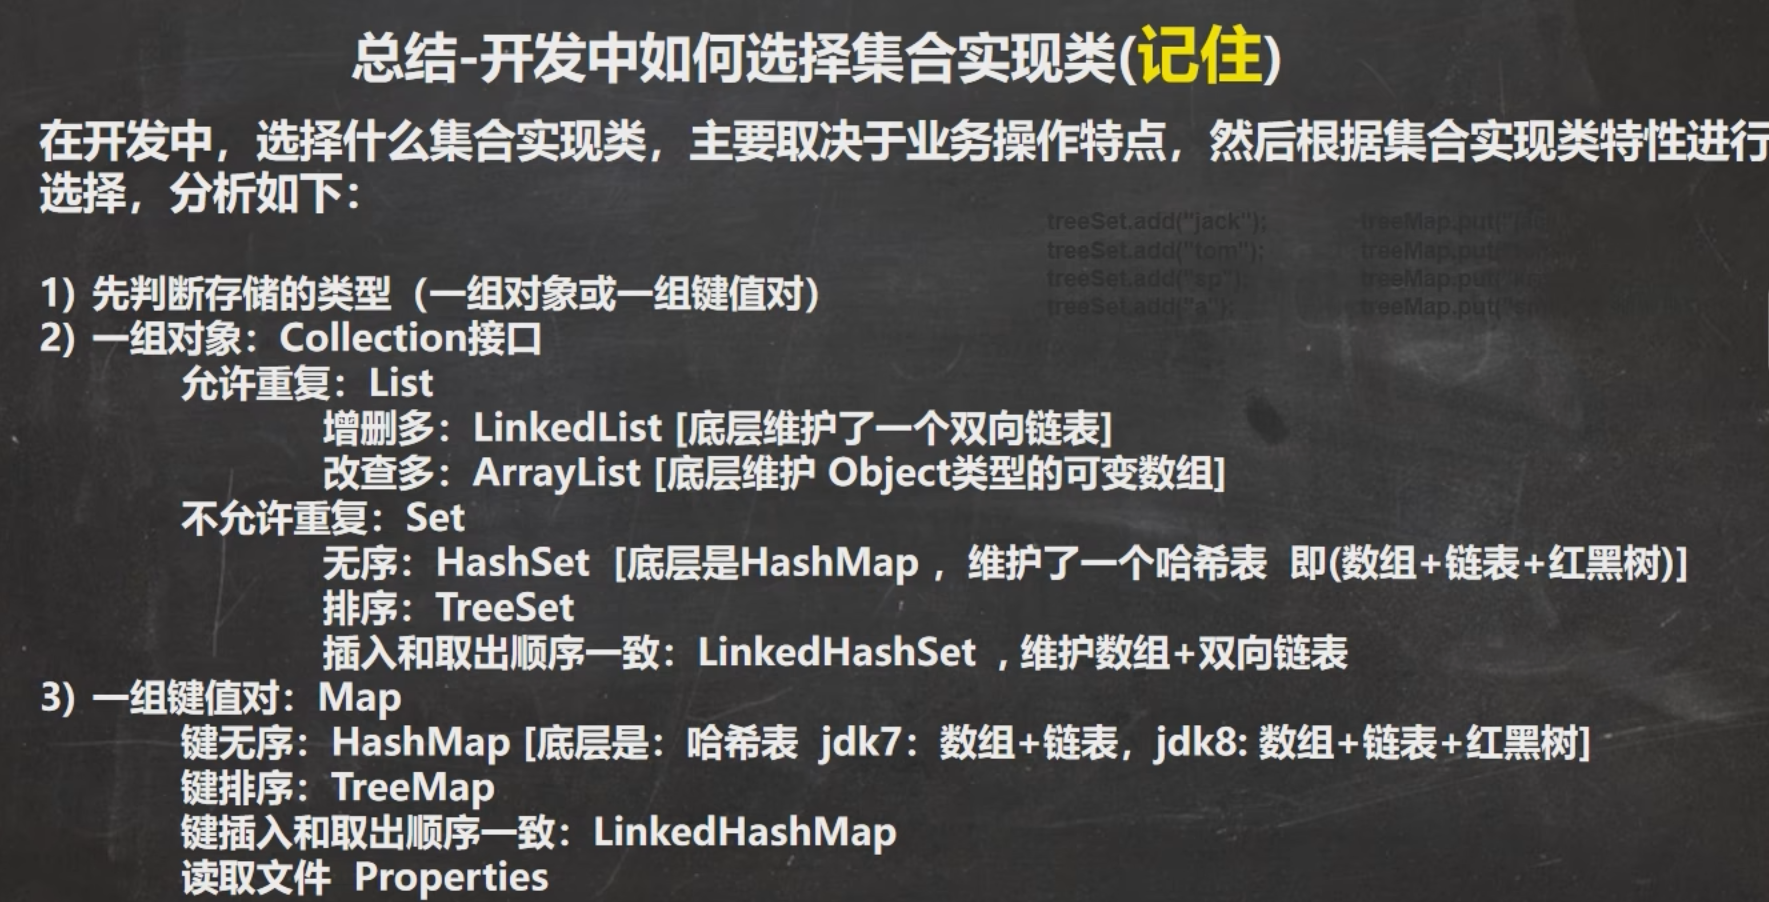 总结-开发中如何选择集合实现类(记住)
在开发中，选择什么集合实现类，主要取决于业务操作特点，然后根据集合实现类特性进行
选择，分析如下：
treeSet.add("jack");
treeSet.add("tom");
treeSet.add("sp");
treeSet.add("a");
treeMap.put("
treeMap.put("
treeMap.put("
treeMap.put("
1) 先判断存储的类型（一组对象或一组键值对）
2) 一组对象：Collection接口
允许重复：List
增删多：LinkedList [底层维护了一个双向链表]
改查多：ArrayList [底层维护 Object类型的可变数组]
不允许重复：Set
无序：HashSet [底层是HashMap ，维护了一个哈希表 即(数组+链表+红黑树)]
排序：TreeSet
插入和取出顺序一致：LinkedHashSet , 维护数组+双向链表
3) 一组键值对：Map
键无序：HashMap [底层是：哈希表 jdk7：数组+链表，jdk8: 数组+链表+红黑树]
键排序：TreeMap
键插入和取出顺序一致：LinkedHashMap
读取文件 Properties